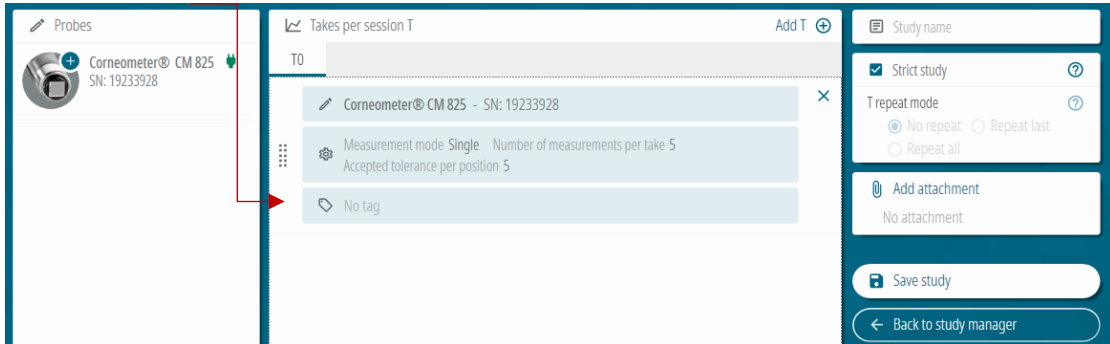 Probes
Corneometer® CM 825
SN: 19233928
Takes per session T
Add T
T0
Corneometer® CM 825 - SN: 19233928
Measurement mode Single Number of measurements per take 5
Accepted tolerance per position 5
No tag
Study name
Strict study
T repeat mode
No repeat Repeat last
Repeat all
Add attachment
No attachment
Save study
Back to study manager